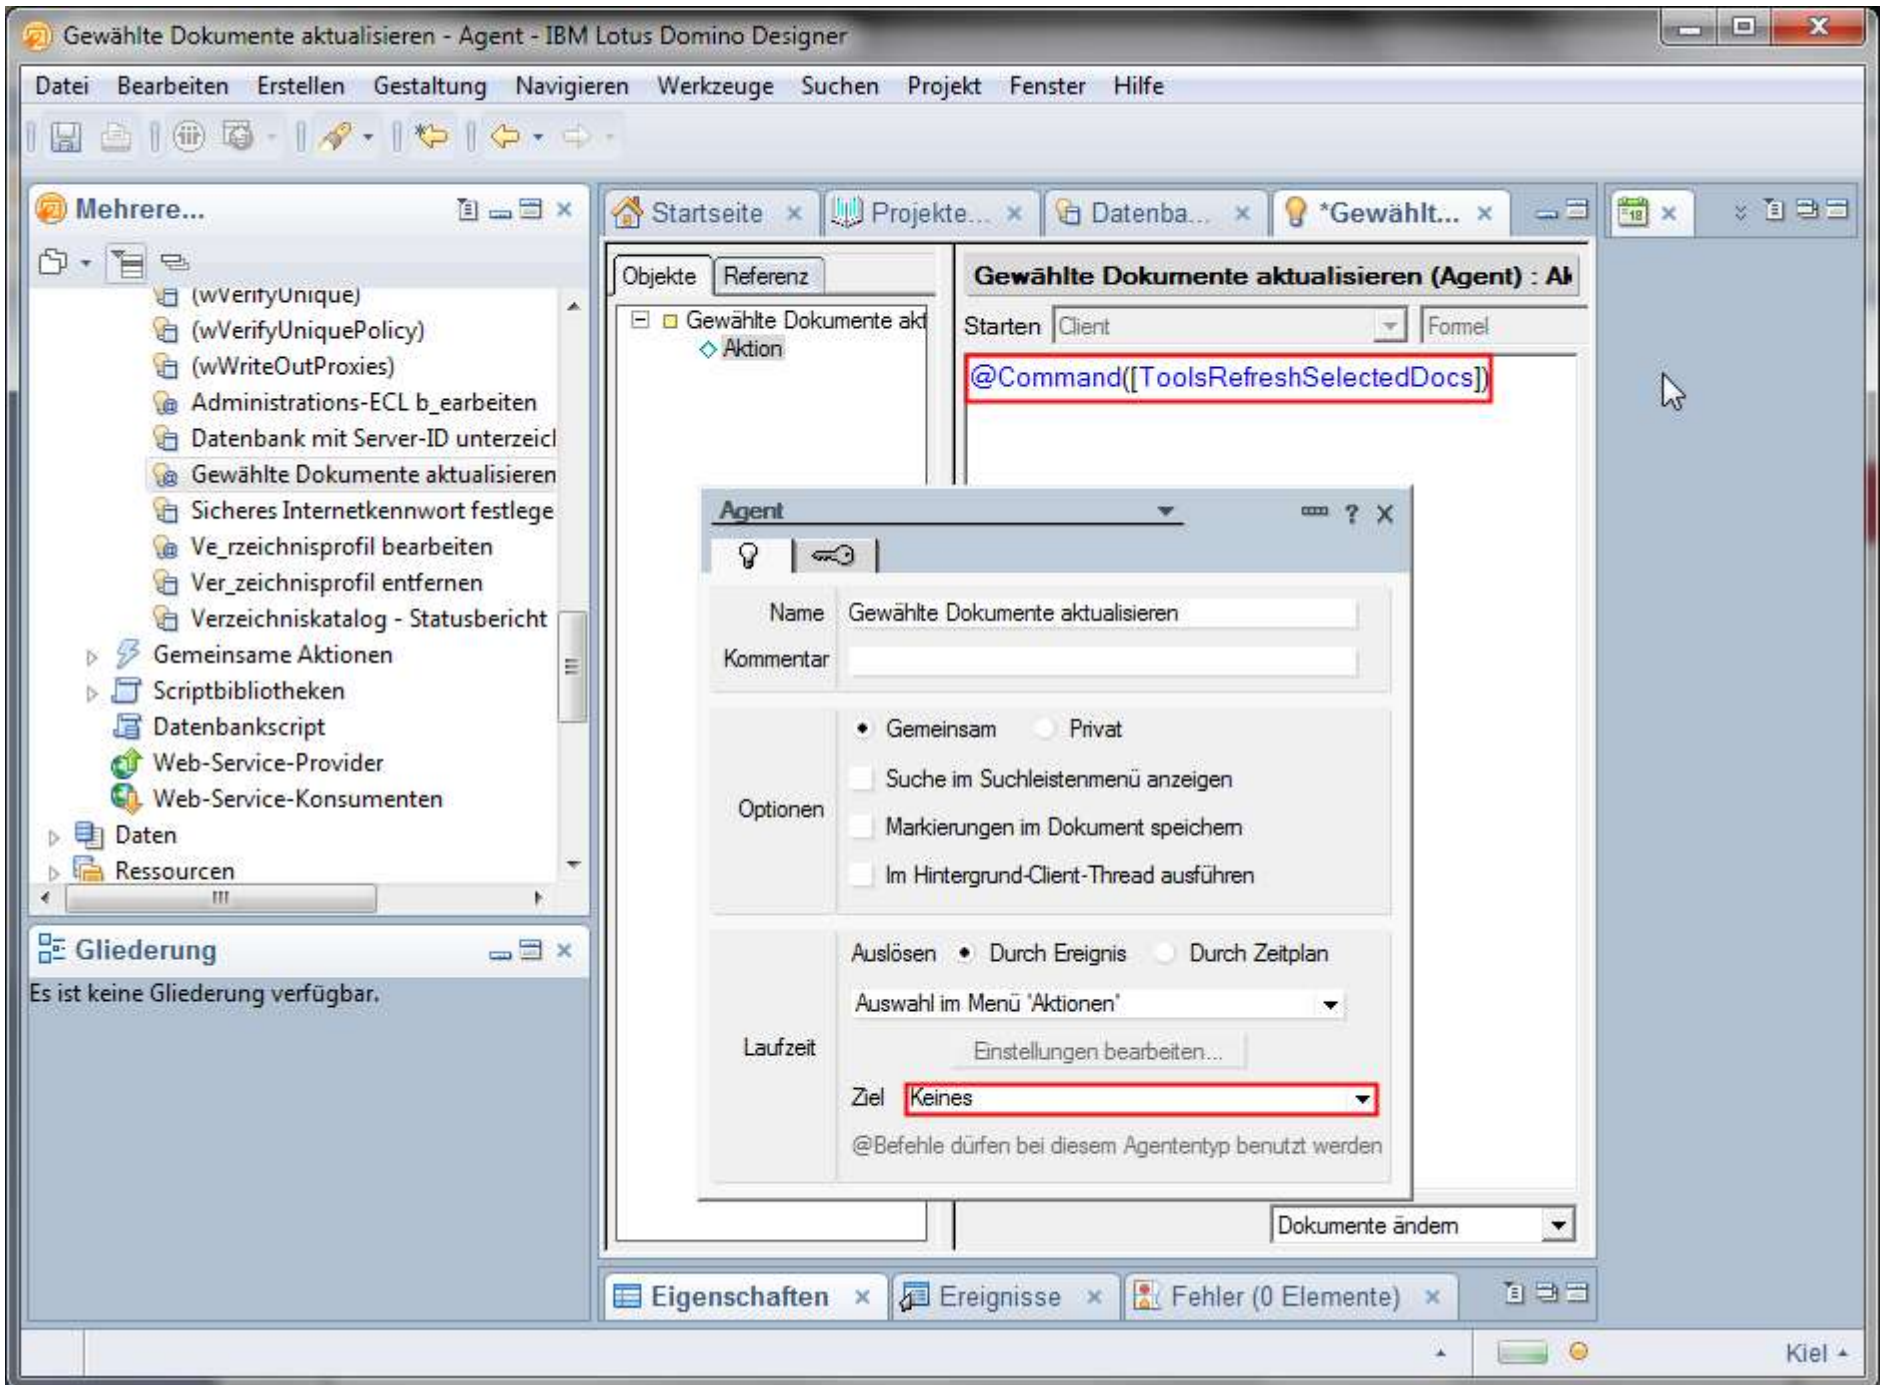 Gewählte Dokumente aktualisieren - Agent - IBM Lotus Domino Designer
Datei Bearbeiten Erstellen Gestaltung Navigieren Werkzeuge Suchen Projekt Fenster Hilfe
Mehrere...
(wVerifyUnique)
(wVerifyUniquePolicy)
(wWriteOutProxies)
Administrations-ECL b_earbeiten
Datenbank mit Server-ID unterzeicl
Gewählte Dokumente aktualisieren
Sicheres Internetkennwort festlege
Ve_rzeichnisprofil bearbeiten
Ver_zeichnisprofil entfernen
Verzeichniskatalog - Statusbericht
Gemeinsame Aktionen
Scriptbibliotheken
Datenbankscript
Web-Service-Provider
Web-Service-Konsumenten
Daten
Ressourcen
Gliederung
Es ist keine Gliederung verfügbar.
Startseite Projekte... Datenba... *Gewählt...
18
Objekte Referenz
Gewählte Dokumente akt
Aktion
Gewählte Dokumente aktualisieren (Agent) : Ak
Starten Client Formel
@Command([ToolsRefreshSelectedDocs])
Agent
Name Gewählte Dokumente aktualisieren
Kommentar
Optionen
Gemeinsam Privat
Suche im Suchleistenmenü anzeigen
Markierungen im Dokument speichern
Im Hintergrund-Client-Thread ausführen
Laufzeit
Auslösen Durch Ereignis Durch Zeitplan
Auswahl im Menü 'Aktionen'
Einstellungen bearbeiten...
Ziel Keines
@Befehle dürfen bei diesem Agententyp benutzt werden
Dokumente ändern
Eigenschaften Ereignisse Fehler (0 Elemente)
Kiel